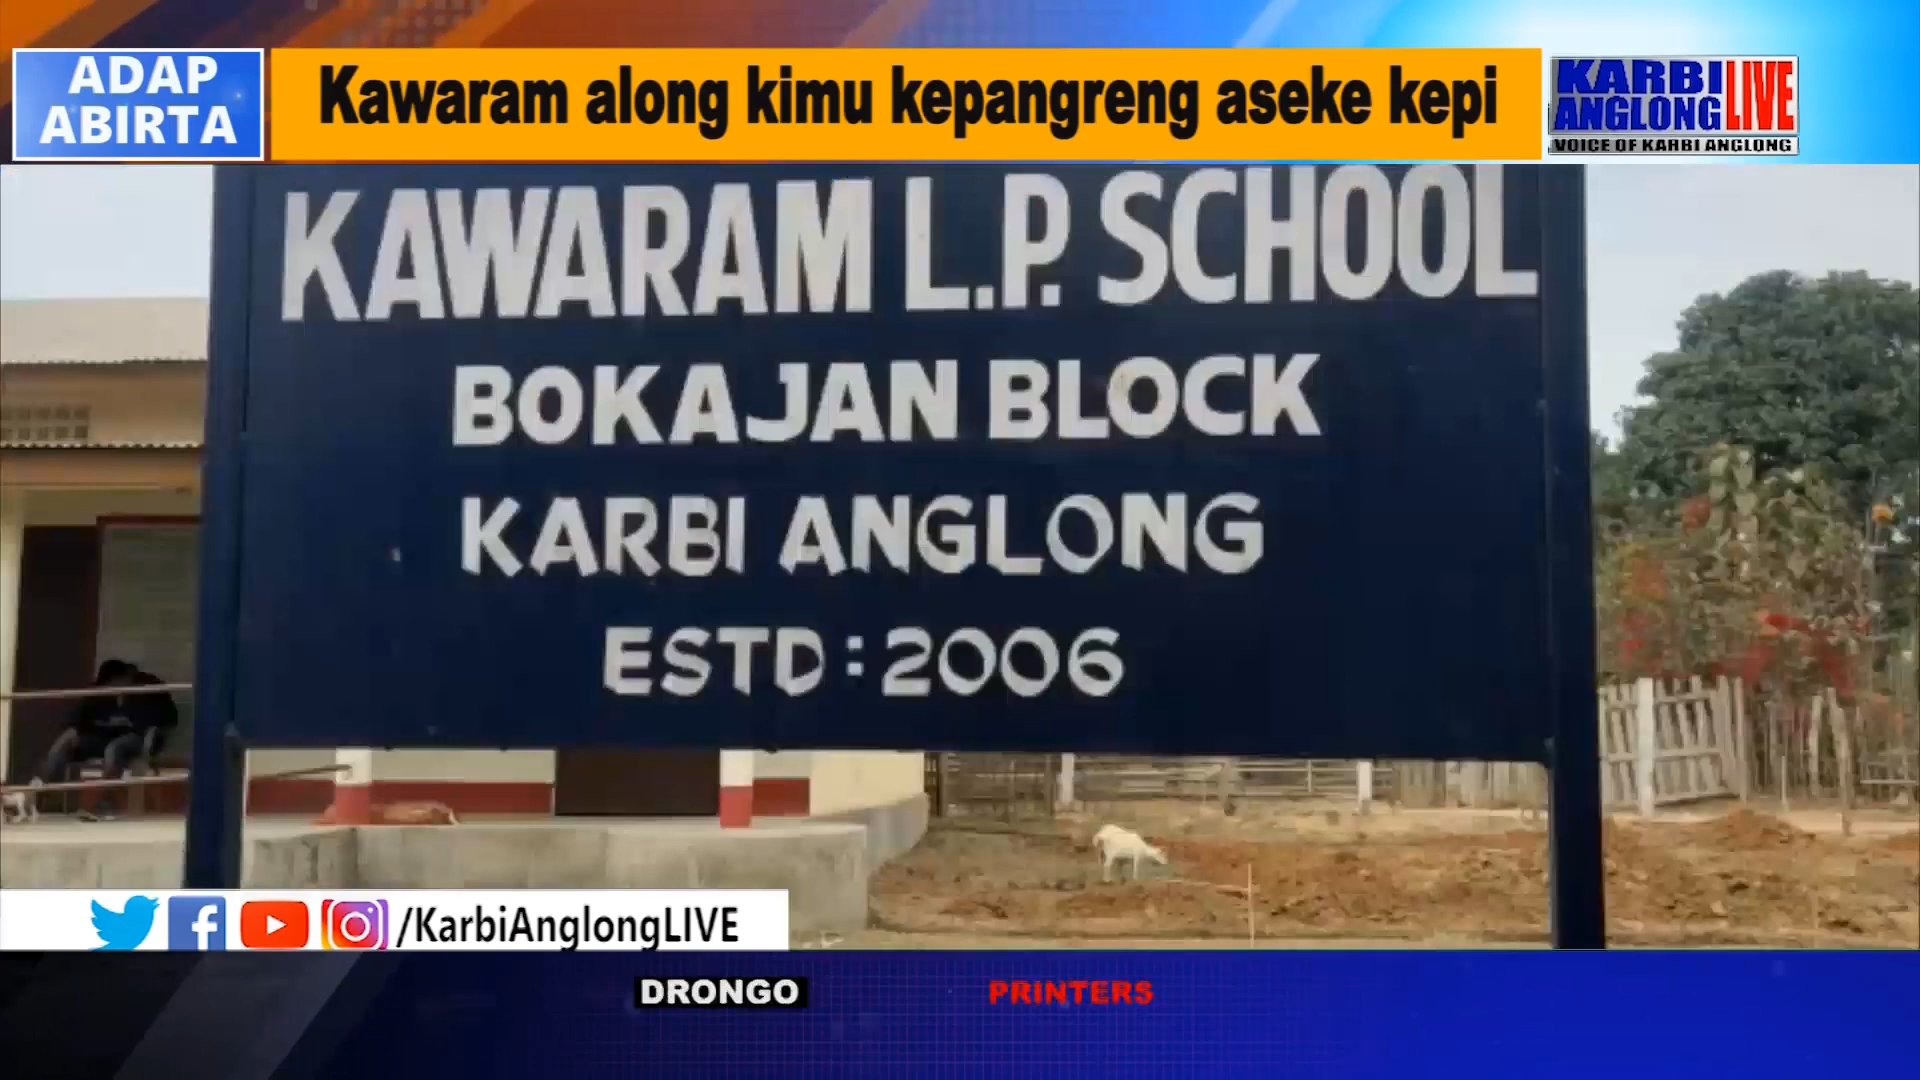 ADAP
ABIRTA
Kawaram along kimu kepangreng aseke kepi
KARBI
ANGLONG LIVE
VOICE OF KARBI ANGLONG
KAWARAM L.P. SCHOOL
BOKAJAN BLOCK
KARBI ANGLONG
ESTD : 2006
/KarbiAnglongLIVE
DRONGO PRINTERS